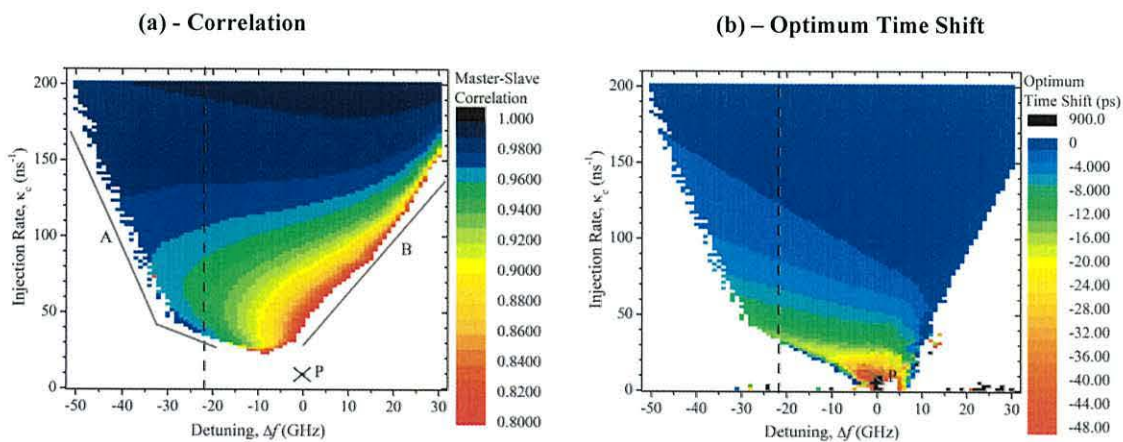 (a) - Correlation
(b) – Optimum Time Shift
200
150
100
50
0
Injection Rate, κc (ns-1)
-50 -40 -30 -20 -10 0 10 20 30
Detuning, Δf (GHz)
A
B
P
Master-Slave
Correlation
1.000
0.9800
0.9600
0.9400
0.9200
0.9000
0.8800
0.8600
0.8400
0.8200
0.8000
200
150
100
50
0
Injection Rate, κc (ns-1)
-50 -40 -30 -20 -10 0 10 20 30
Detuning, Δf (GHz)
P
Optimum
Time Shift (ps)
900.0
0
-4.000
-8.000
-12.00
-16.00
-20.00
-24.00
-28.00
-32.00
-36.00
-40.00
-44.00
-48.00